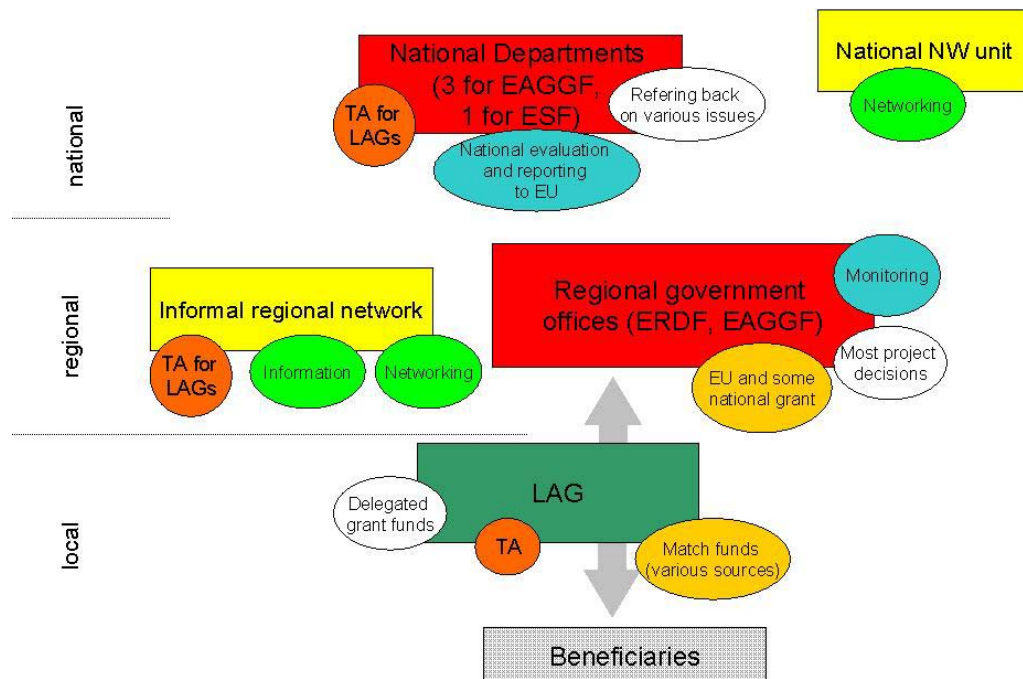 National Departments
(3 for EAGGF,
1 for ESF)
National NW unit
TA for
LAGs
Refering back
on various issues
Networking
National evaluation
and reporting
to EU
national
Informal regional network
TA for
LAGs
Information
Networking
Regional government
offices (ERDF, EAGGF)
Monitoring
Most project
decisions
EU and some
national grant
regional
LAG
Delegated
grant funds
TA
Match funds
(various sources)
local
Beneficiaries